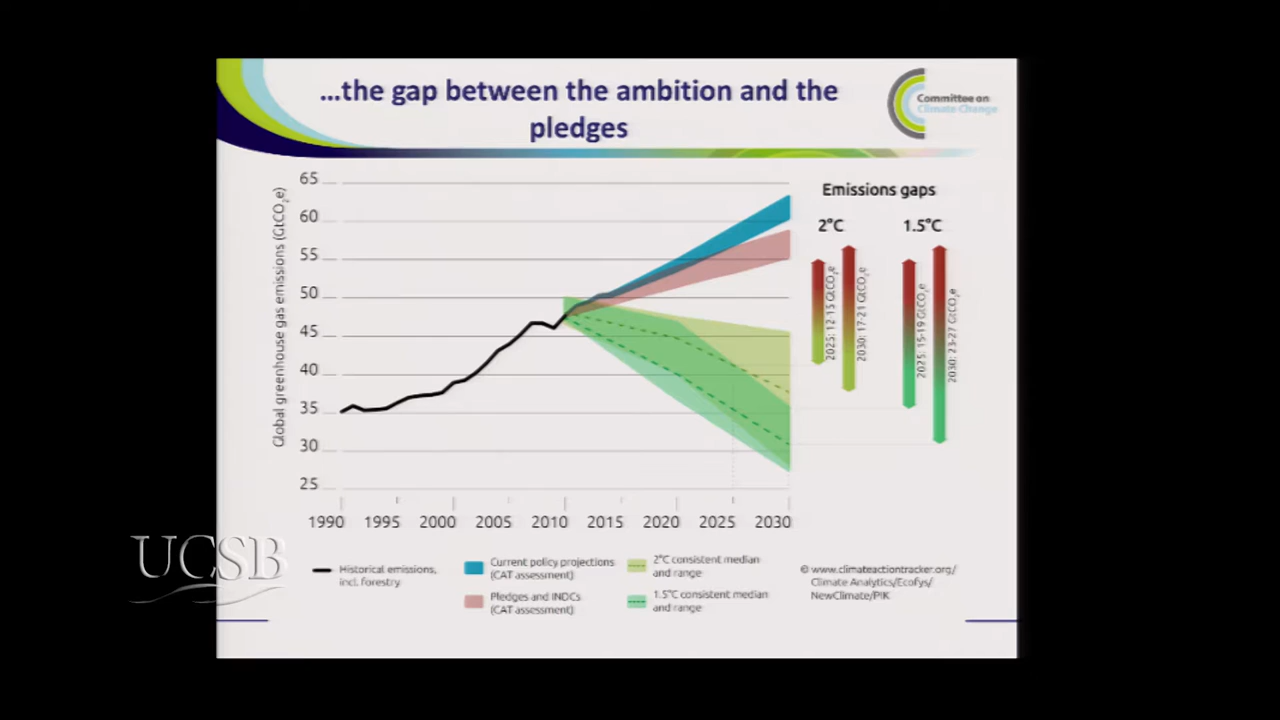 ...the gap between the ambition and the
pledges
Committee on
Climate Change
Global greenhouse gas emissions (GtCO₂e)
65
60
55
50
45
40
35
30
25
1990 1995 2000 2005 2010 2015 2020 2025 2030
Emissions gaps
2°C 1.5°C
2025: 12-15 GtCO₂e
2030: 17-21 GtCO₂e
2025: 15-19 GtCO₂e
2030: 23-27 GtCO₂e
Historical emissions,
incl. forestry
Current policy projections
(CAT assessment)
Pledges and INDCs
(CAT assessment)
2°C consistent median
and range
1.5°C consistent median
and range
© www.climateactiontracker.org/
Climate Analytics/Ecofys/
NewClimate/PIK
UCSB